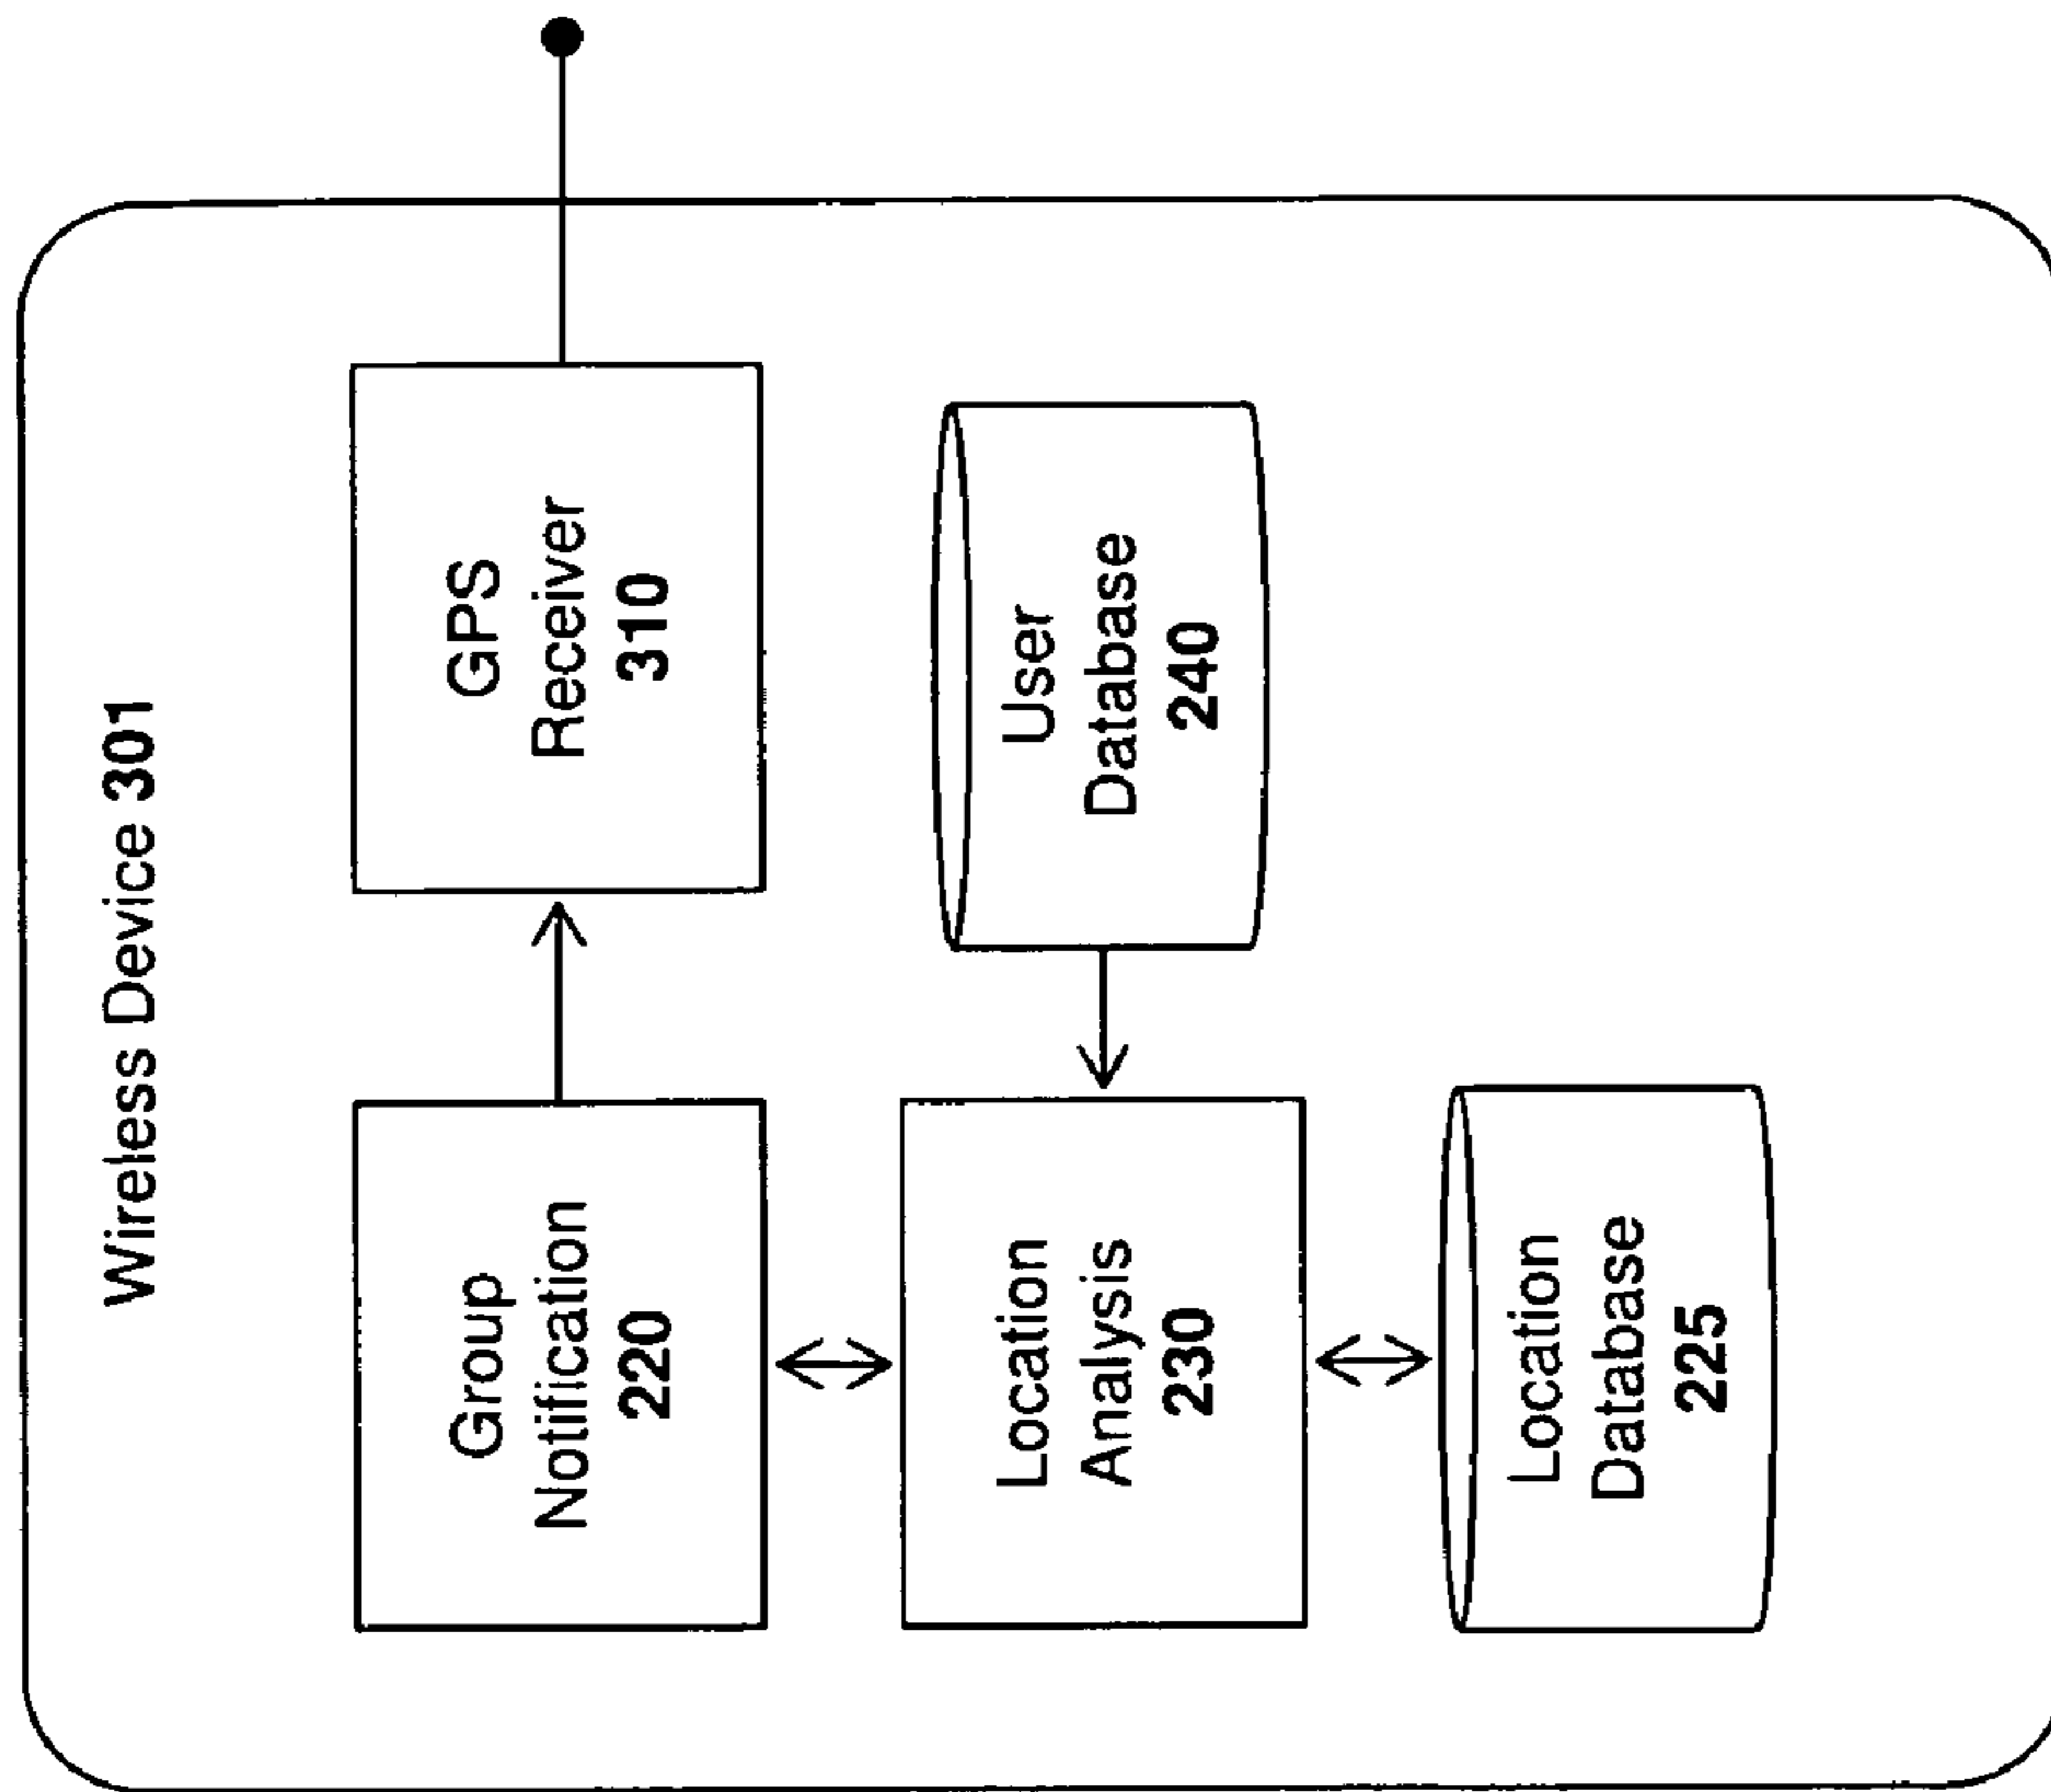 Wireless Device 301
Group
Notification
220
GPS
Receiver
310
Location
Analysis
230
User
Database
240
Location
Database
225